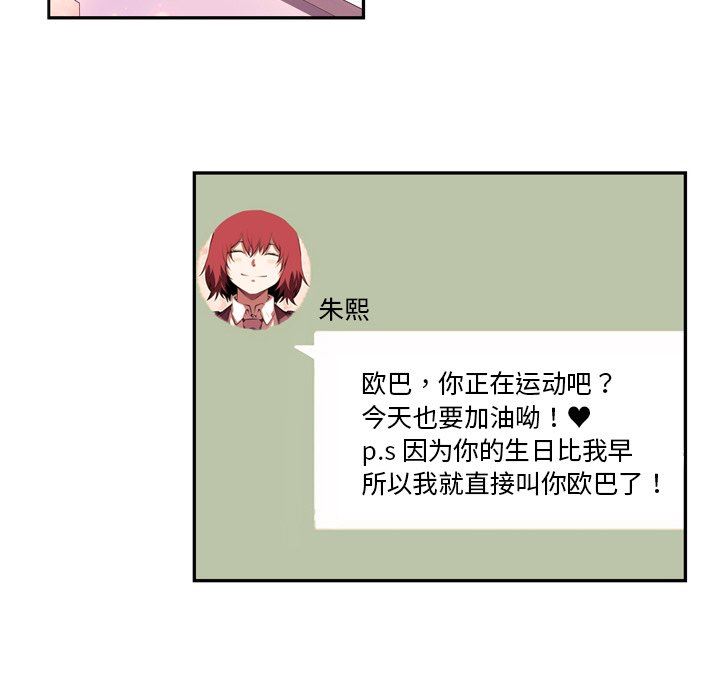 朱熙
欧巴，你正在运动吧？
今天也要加油呦！♥
p.s 因为你的生日比我早
所以我就直接叫你欧巴了！